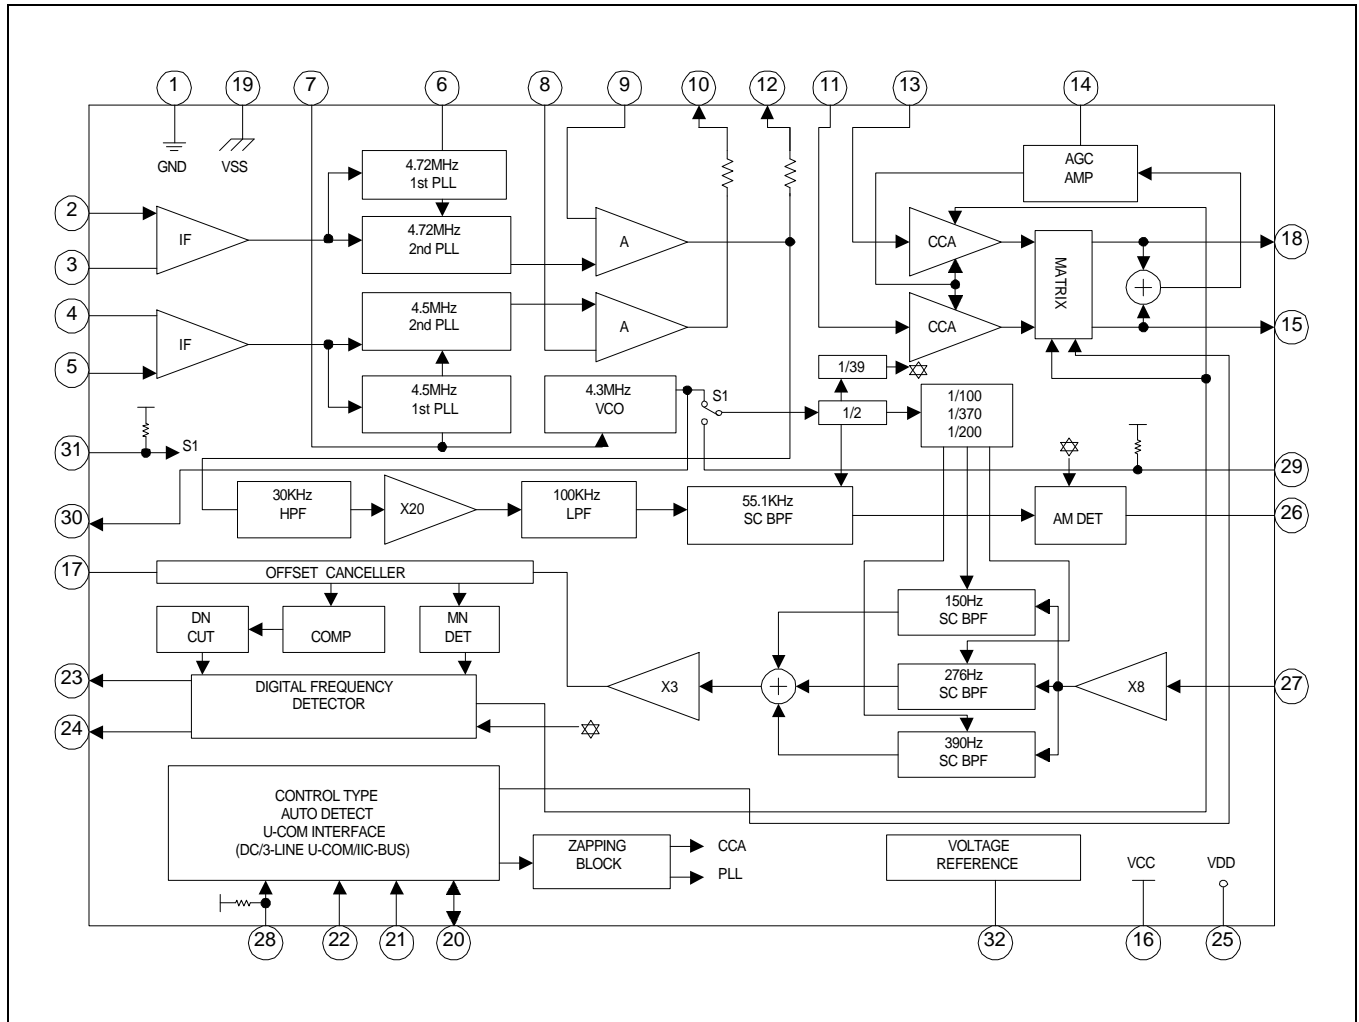 1 19 7 6 8 9 10 12 11 13 14
GND VSS
4.72MHz
1st PLL
AGC
AMP
2
IF
4.72MHz
2nd PLL
A
CCA
18
3
MATRIX
4
4.5MHz
2nd PLL
A
CCA
15
IF
5
4.5MHz
1st PLL
4.3MHz
VCO
S1
1/39
1/2
1/100
1/370
1/200
31
S1
29
30KHz
HPF
X20
100KHz
LPF
55.1KHz
SC BPF
AM DET
26
30
17
OFFSET CANCELLER
150Hz
SC BPF
DN
CUT
COMP
MN
DET
23
DIGITAL FREQUENCY
DETECTOR
X3
276Hz
SC BPF
X8
27
24
390Hz
SC BPF
CONTROL TYPE
AUTO DETECT
U-COM INTERFACE
(DC/3-LINE U-COM/IIC-BUS)
ZAPPING
BLOCK
CCA
PLL
VOLTAGE
REFERENCE
VCC VDD
28 22 21 20 32 16 25